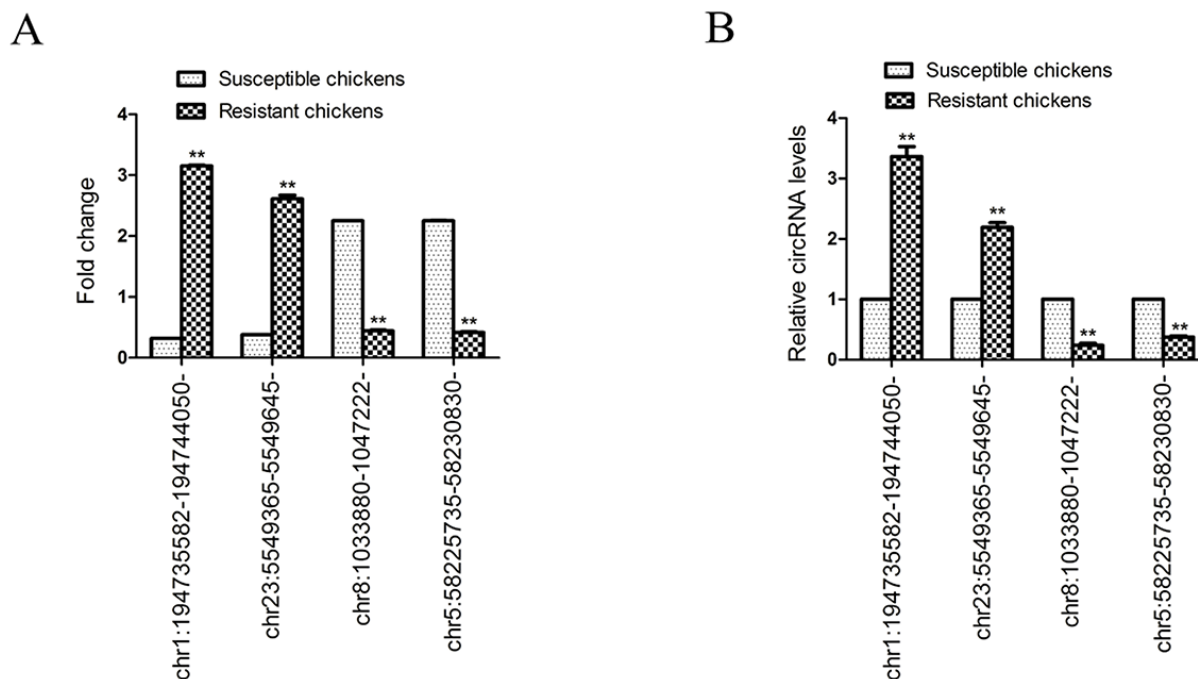 A
Susceptible chickens
Resistant chickens
Fold change
4
3
2
1
0
**
**
**
**
chr1:194735582-194744050-
chr23:5549365-5549645-
chr8:1033880-1047222-
chr5:58225735-58230830-
B
Susceptible chickens
Resistant chickens
Relative circRNA levels
4
3
2
1
0
**
**
**
**
chr1:194735582-194744050-
chr23:5549365-5549645-
chr8:1033880-1047222-
chr5:58225735-58230830-